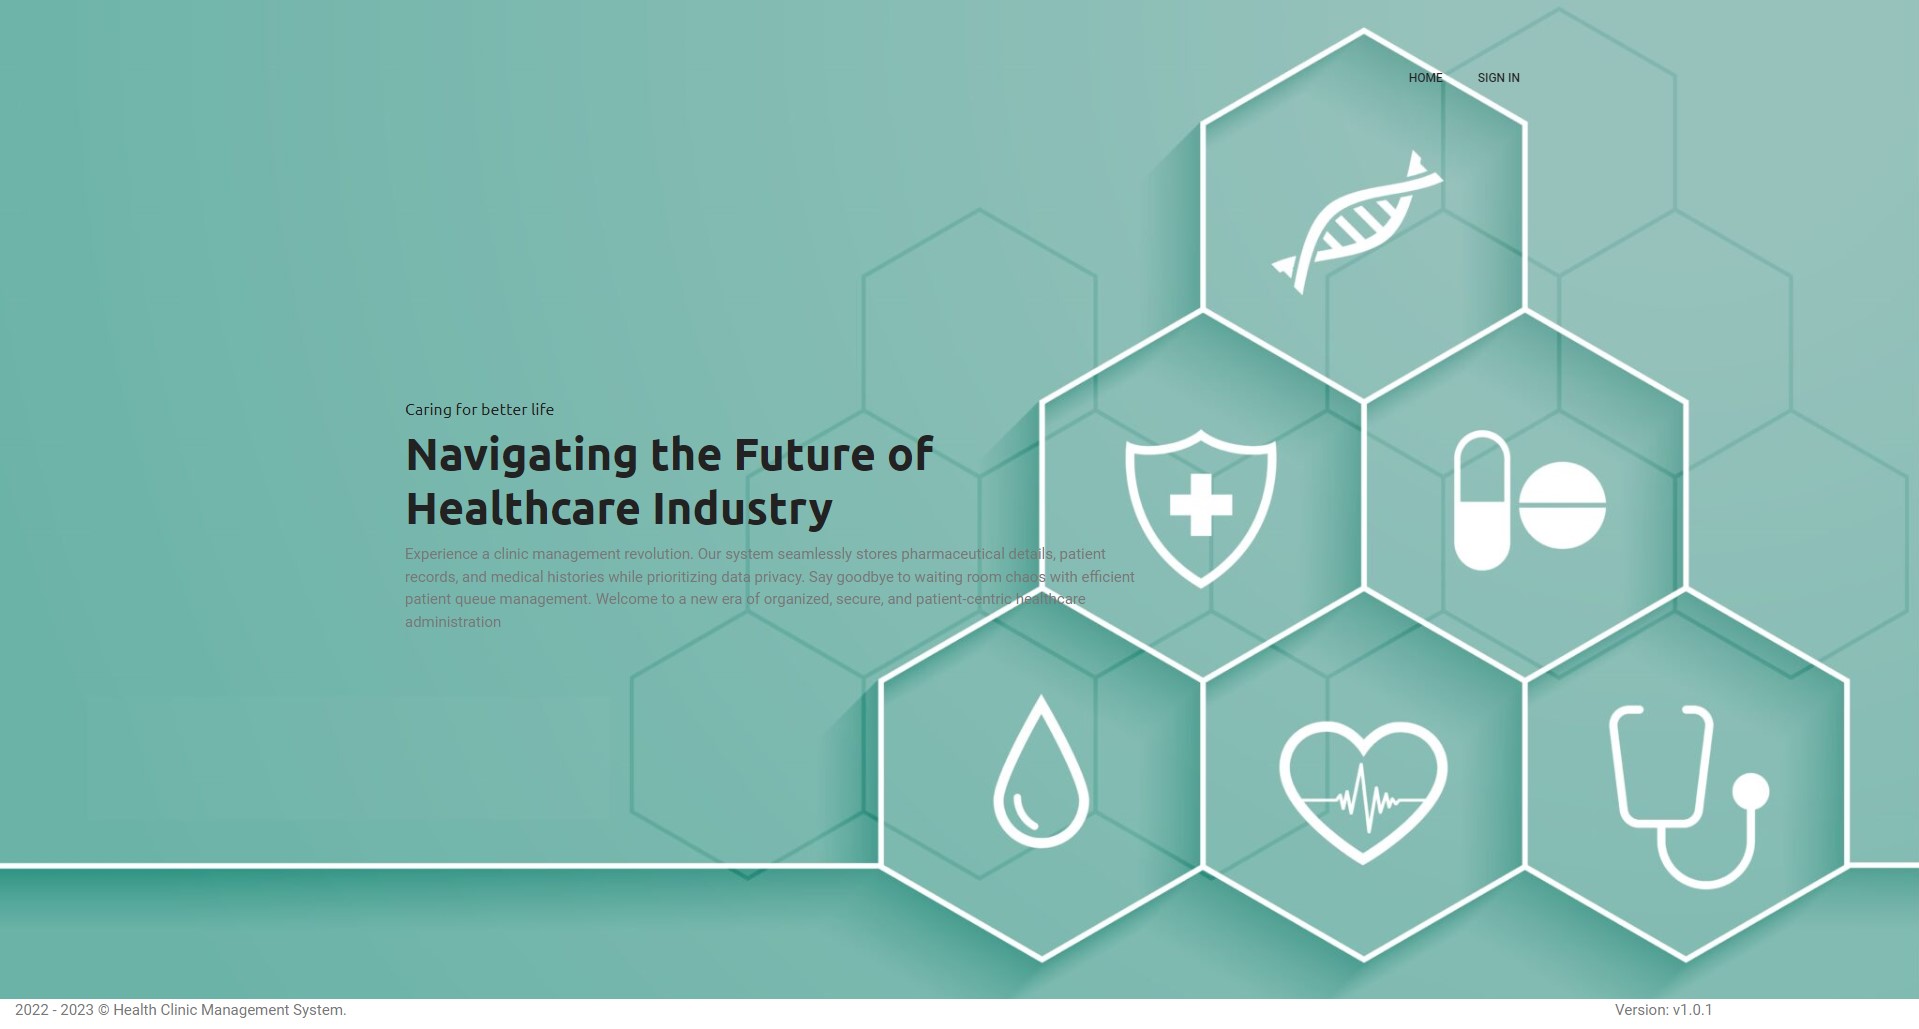 HOME SIGN IN
Caring for better life
Navigating the Future of
Healthcare Industry
Experience a clinic management revolution. Our system seamlessly stores pharmaceutical details, patient
records, and medical histories while prioritizing data privacy. Say goodbye to waiting room chaos with efficient
patient queue management. Welcome to a new era of organized, secure, and patient-centric healthcare
administration
2022 - 2023 © Health Clinic Management System. Version: v1.0.1